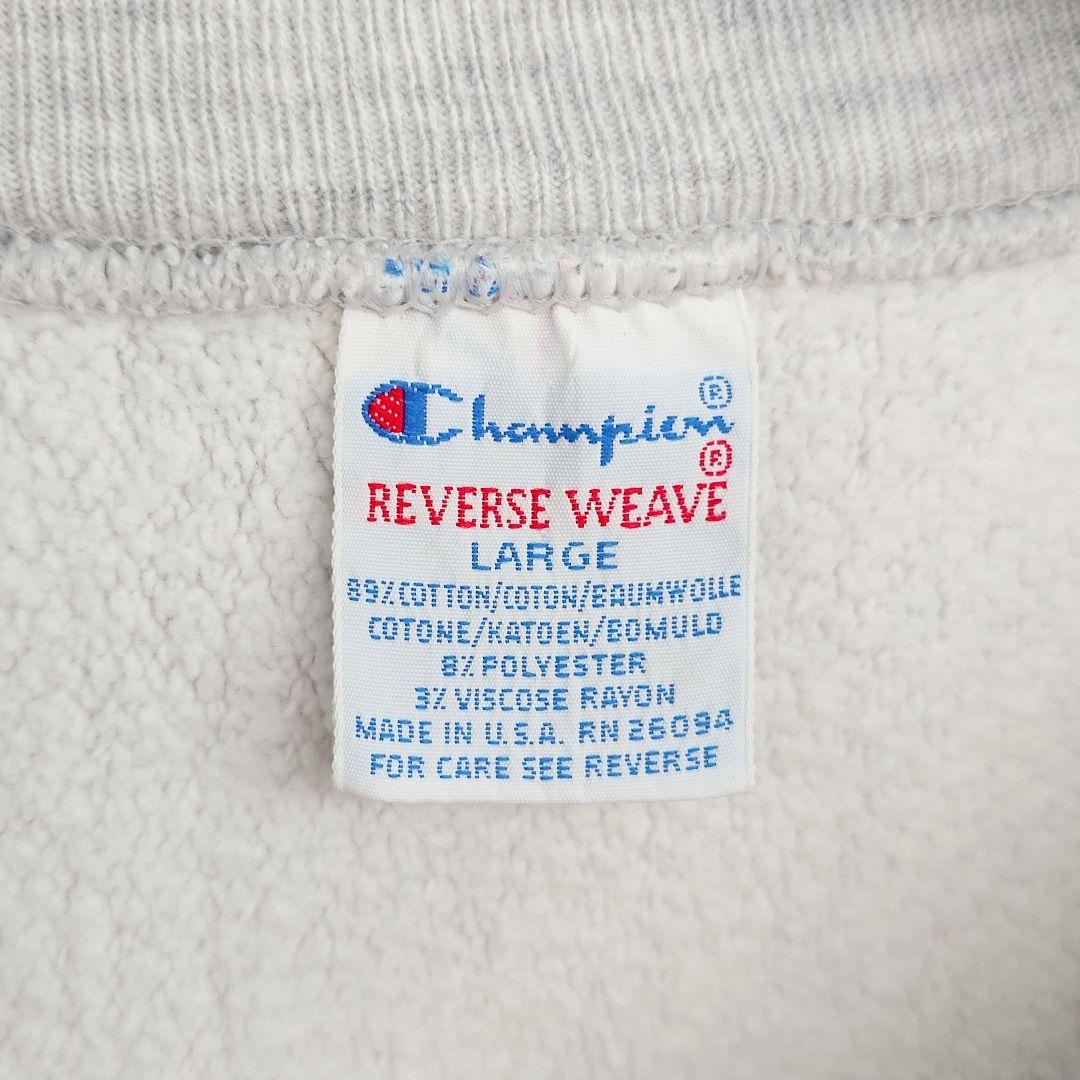 Champion®
REVERSE WEAVE®
LARGE
89% COTTON/COTON/BAUMWOLLE
COTONE/KATOEN/BOMULD
8% POLYESTER
3% VISCOSE RAYON
MADE IN U.S.A. RN 26094
FOR CARE SEE REVERSE